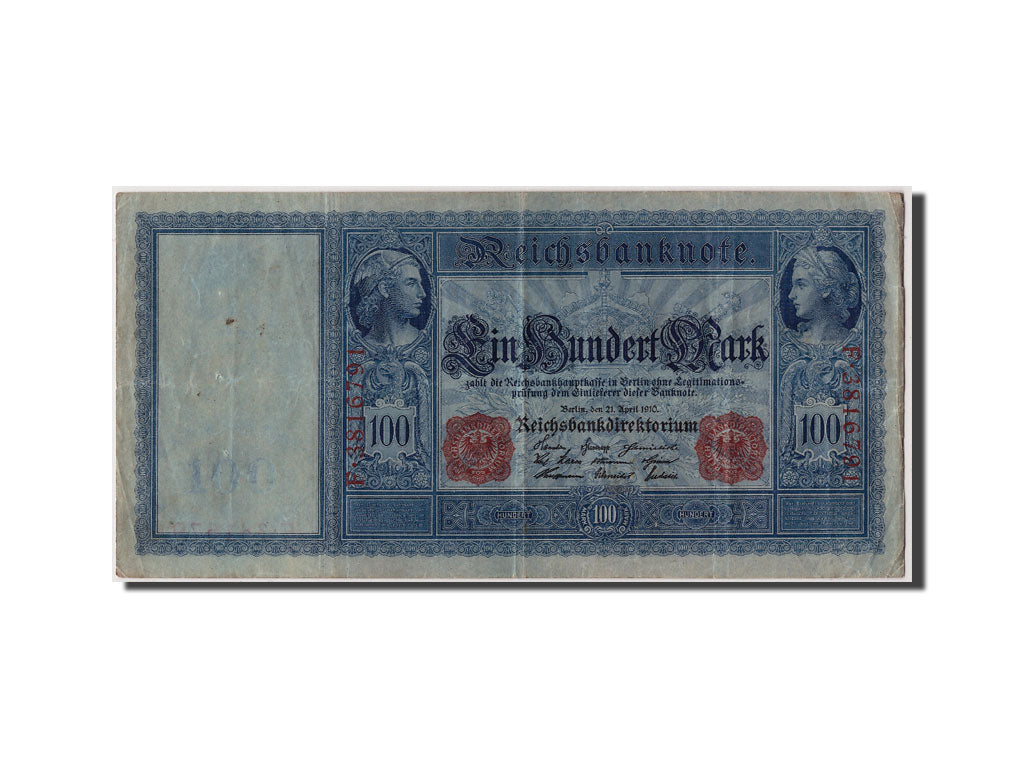 Reichsbanknote.
Ein Hundert Mark
zahlt die Reichsbankhauptkasse in Berlin ohne Legitimations-
prüfung dem Einlieferer dieser Banknote.
Berlin, den 21. April 1910.
Reichsbankdirektorium
F·3816791
F·3816791
100
100
HUNDERT
100
HUNDERT